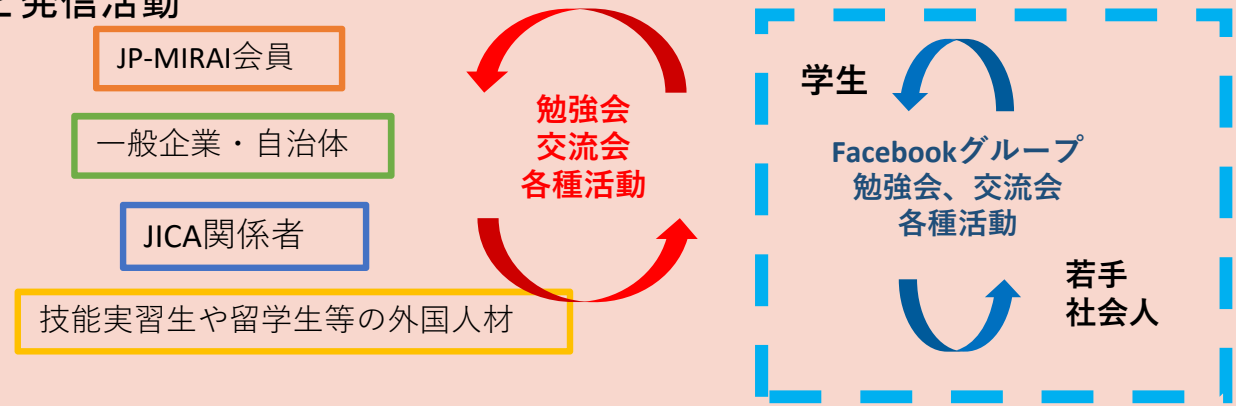 発信活動
JP-MIRAI会員
一般企業・自治体
JICA関係者
技能実習生や留学生等の外国人材
勉強会
交流会
各種活動
学生
Facebookグループ
勉強会、交流会
各種活動
若手
社会人